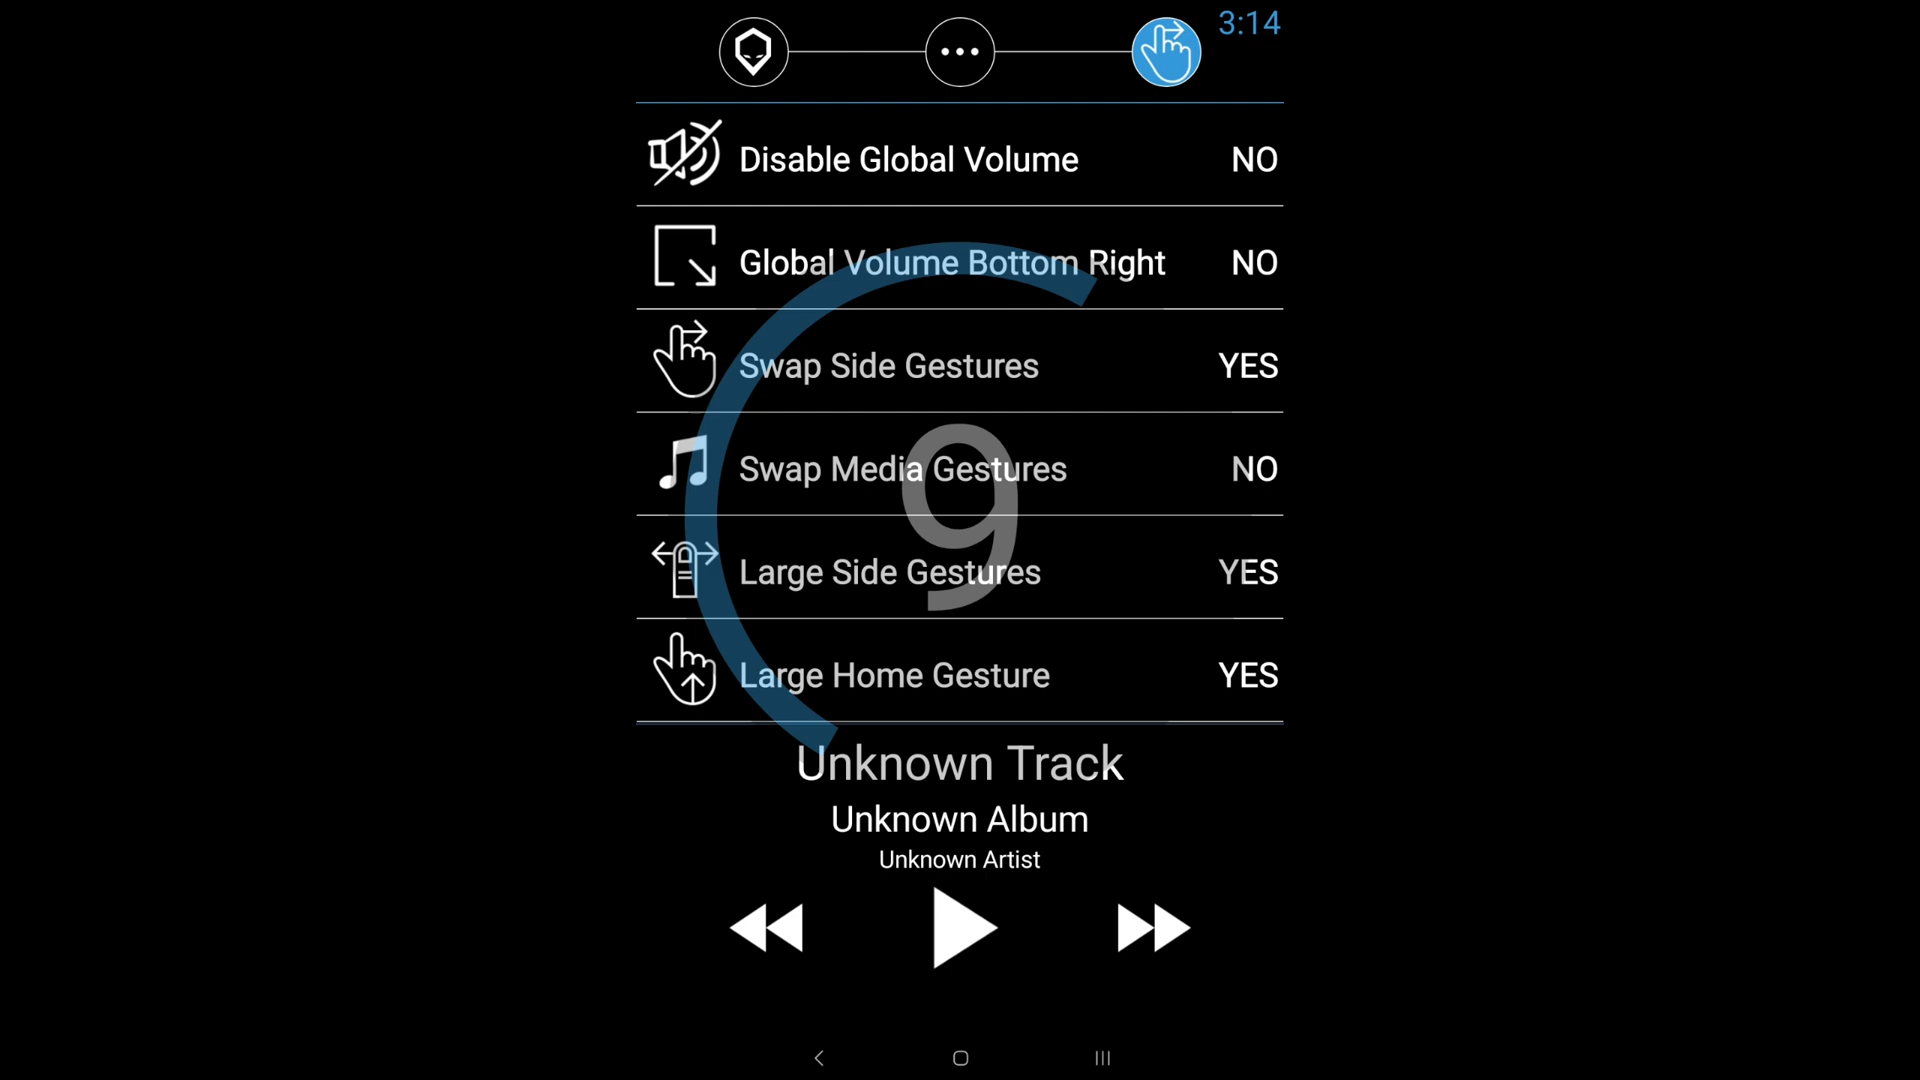 3:14
Disable Global Volume NO
Global Volume Bottom Right NO
Swap Side Gestures YES
Swap Media Gestures NO
9
Large Side Gestures YES
Large Home Gesture YES
Unknown Track
Unknown Album
Unknown Artist